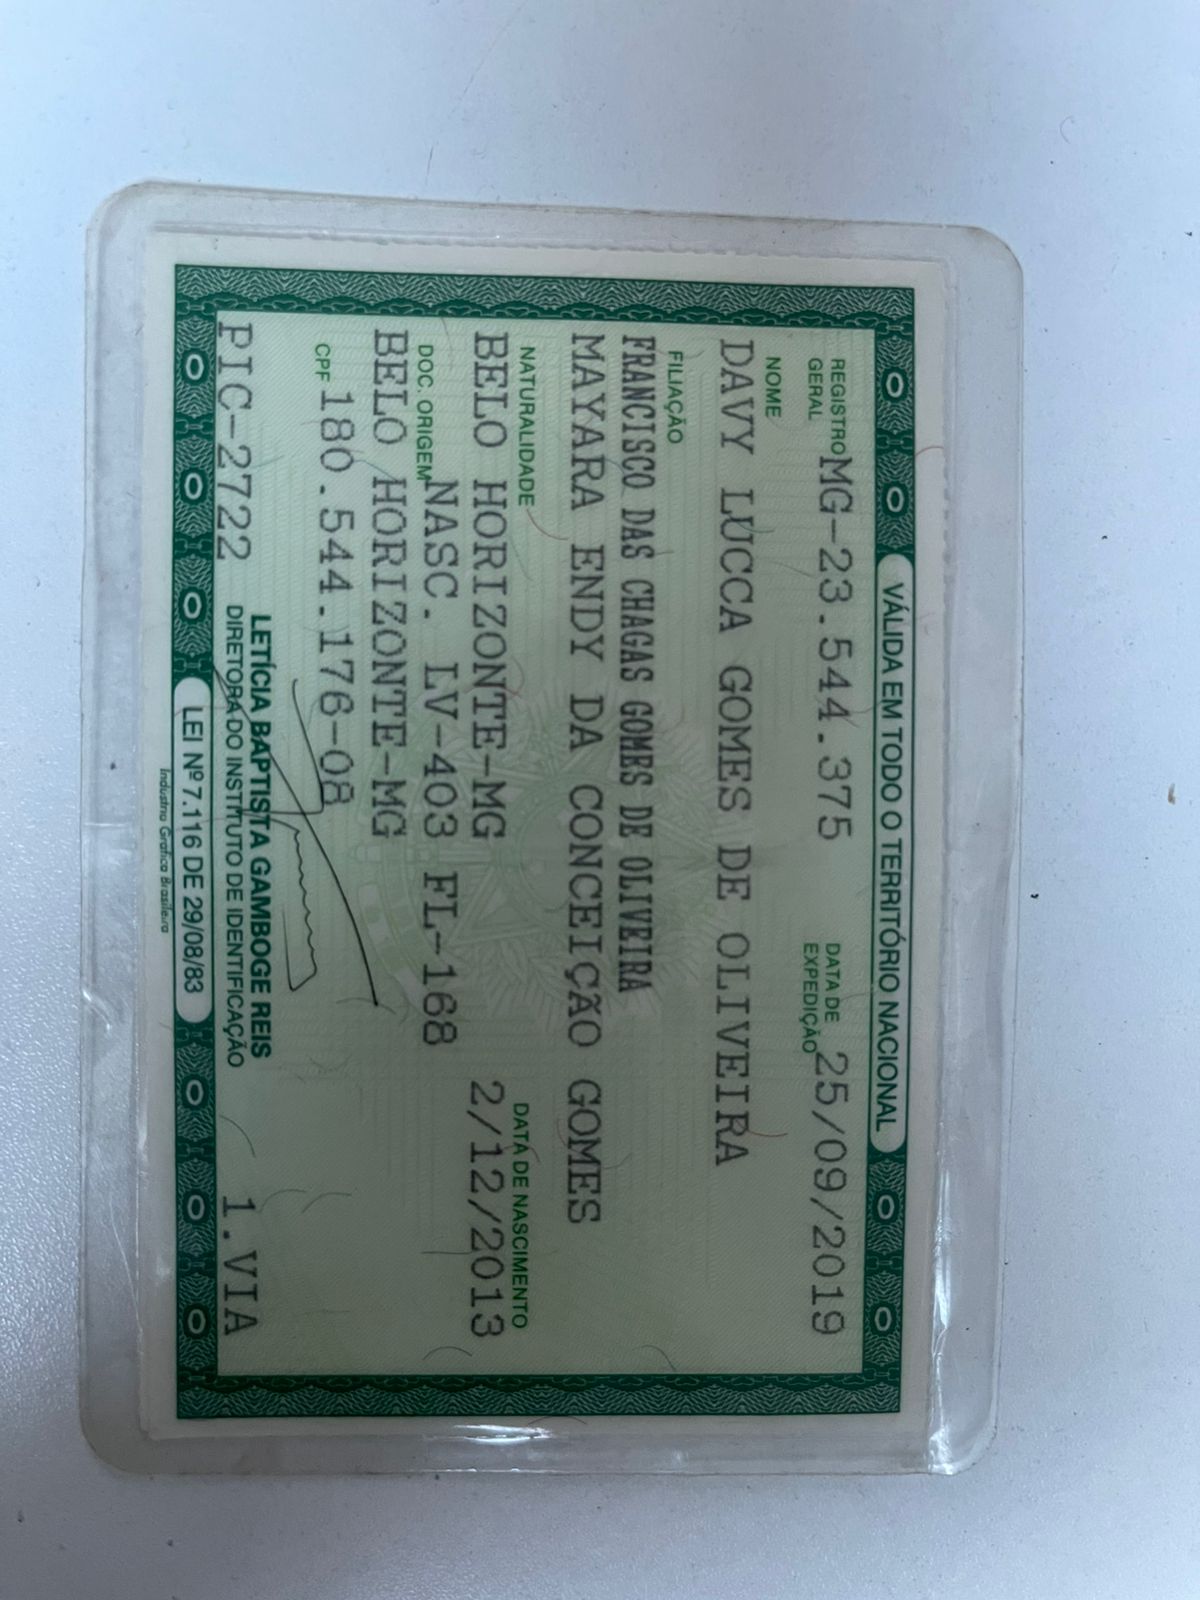 VÁLIDA EM TODO O TERRITÓRIO NACIONAL
REGISTRO GERAL MG-23.544.375 DATA DE EXPEDIÇÃO 25/09/2019
NOME
DAVY LUCCA GOMES DE OLIVEIRA
FILIAÇÃO
FRANCISCO DAS CHAGAS GOMES DE OLIVEIRA
MAYARA ENDY DA CONCEIÇÃO GOMES
NATURALIDADE DATA DE NASCIMENTO
BELO HORIZONTE-MG 2/12/2013
DOC. ORIGEM NASC. LV-403 FL-168
BELO HORIZONTE-MG
CPF 180.544.176-08
PIC-2722 LETÍCIA BAPTISTA GAMBOGE REIS 1.VIA
DIRETORA DO INSTITUTO DE IDENTIFICAÇÃO
LEI Nº 7.116 DE 29/08/83
Industria Grafica Brasileira